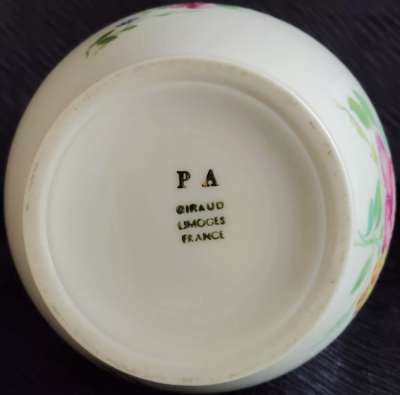 P A
GIRAUD
LIMOGES
FRANCE